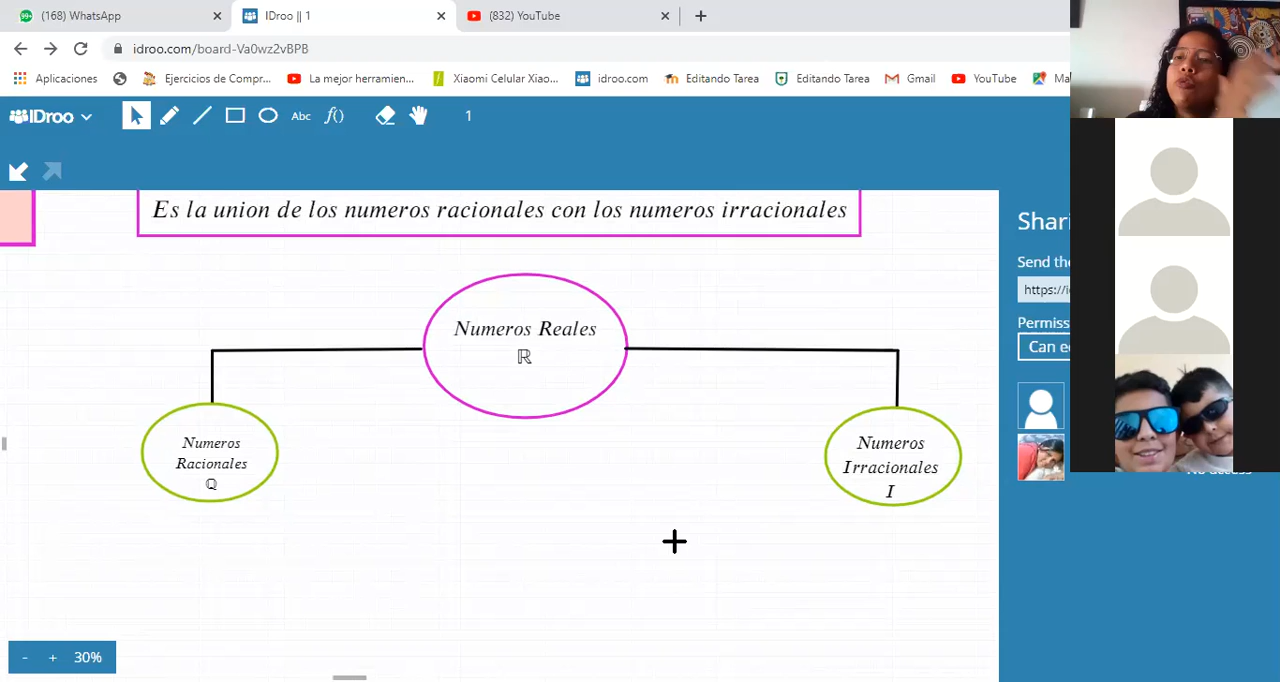 (168) WhatsApp
IDroo || 1
(832) YouTube
idroo.com/board-Va0wz2vBPB
Aplicaciones
Ejercicios de Compr...
La mejor herramien...
Xiaomi Celular Xiao...
idroo.com
Editando Tarea
Editando Tarea
Gmail
YouTube
IDroo
Abc
f()
1
Es la union de los numeros racionales con los numeros irracionales
Numeros Reales
ℝ
Numeros
Racionales
ℚ
Numeros
Irracionales
I
Send the
https://i
Permiss
30%